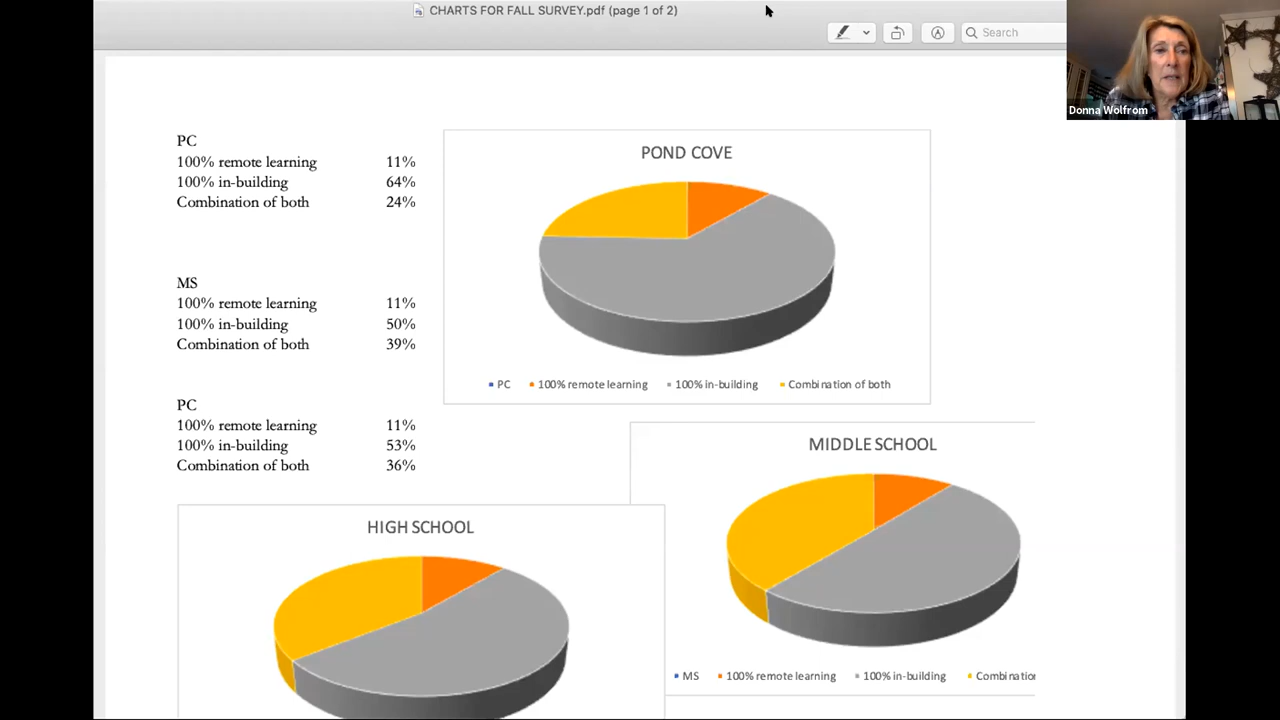 CHARTS FOR FALL SURVEY.pdf (page 1 of 2)
Search
Donna Wolfrom
PC
100% remote learning 11%
100% in-building 64%
Combination of both 24%
MS
100% remote learning 11%
100% in-building 50%
Combination of both 39%
PC
100% remote learning 11%
100% in-building 53%
Combination of both 36%
POND COVE
PC 100% remote learning 100% in-building Combination of both
MIDDLE SCHOOL
MS 100% remote learning 100% in-building Combination
HIGH SCHOOL